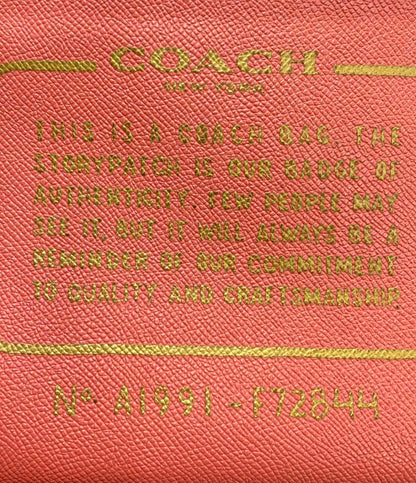 COACH
NEW YORK
THIS IS A COACH BAG. THE
STORYPATCH IS OUR BADGE OF
AUTHENTICITY. FEW PEOPLE MAY
SEE IT, BUT IT WILL ALWAYS BE A
REMINDER OF OUR COMMITMENT
TO QUALITY AND CRAFTSMANSHIP.
Nº A1991 - F72844